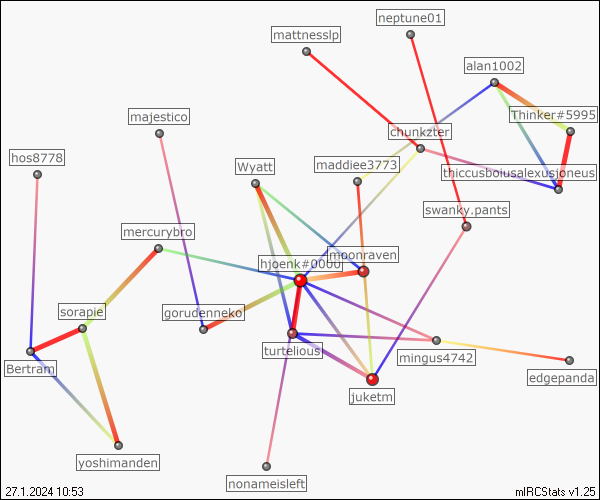 neptune01
mattnesslp
alan1002
majestico
Thinker#5995
chunkzter
hos8778
Wyatt
maddiee3773
thiccusboiusalexusjoneus
swanky.pants
mercurybro
moonraven
hjoenk#0000
sorapie
gorudenneko
turtelious
mingus4742
Bertram
edgepanda
juketm
yoshimanden
nonameisleft
27.1.2024 10:53
mIRCStats v1.25